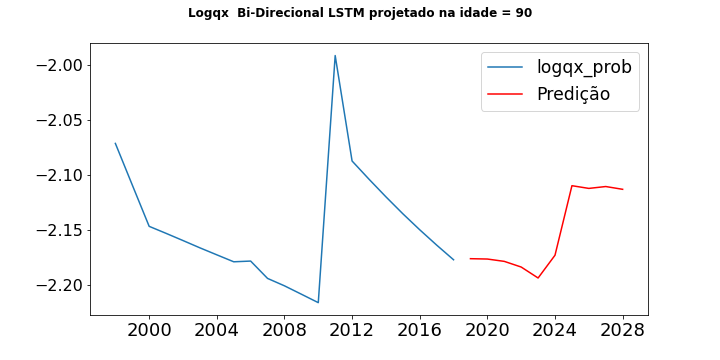 Logqx Bi-Direcional LSTM projetado na idade = 90
logqx_prob
Predição
−2.00
−2.05
−2.10
−2.15
−2.20
2000 2004 2008 2012 2016 2020 2024 2028